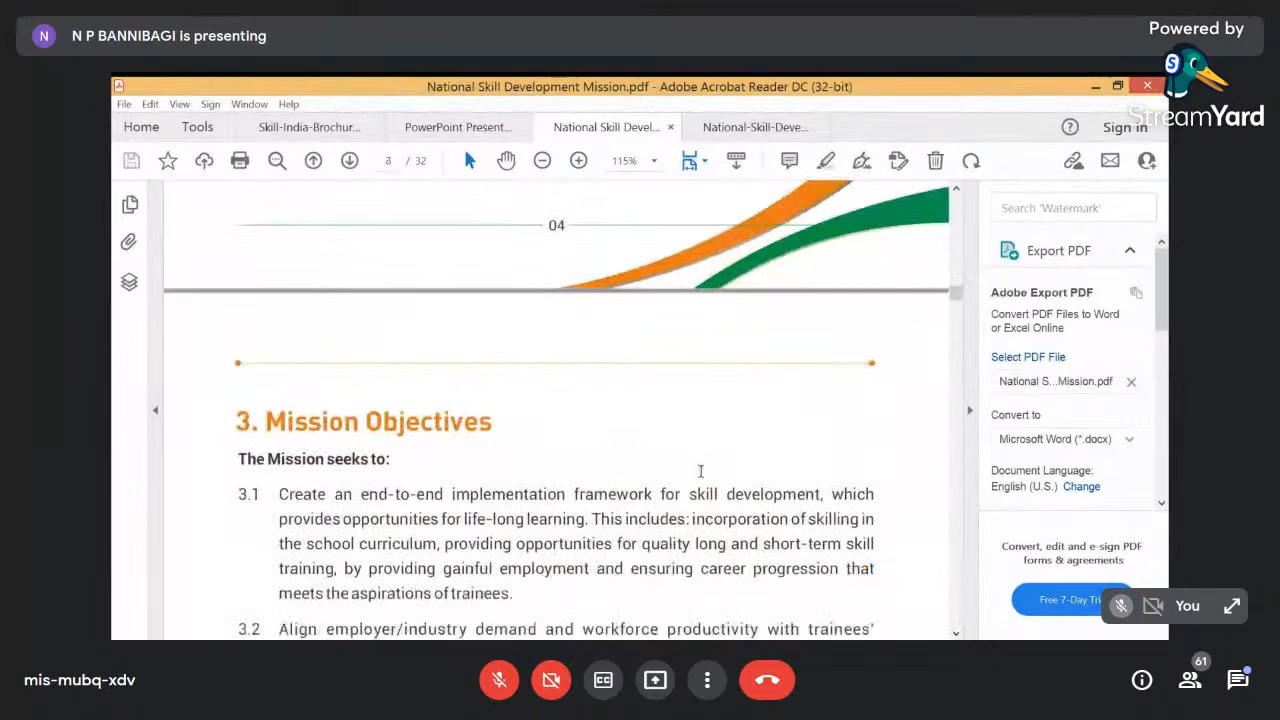 N
N P BANNIBAGI is presenting
Powered by
S
StreamYard
National Skill Development Mission.pdf - Adobe Acrobat Reader DC (32-bit)
File Edit View Sign Window Help
Home Tools Skill-India-Brochur... PowerPoint Present... National Skill Devel... × National-Skill-Deve... Sign In
8 / 32 115%
Search 'Watermark'
04
Export PDF
Adobe Export PDF
Convert PDF Files to Word
or Excel Online
Select PDF File
National S...Mission.pdf
Convert to
Microsoft Word (*.docx)
Document Language:
English (U.S.) Change
Convert, edit and e-sign PDF
forms & agreements
Free 7-Day
You
3. Mission Objectives
The Mission seeks to:
3.1 Create an end-to-end implementation framework for skill development, which
provides opportunities for life-long learning. This includes: incorporation of skilling in
the school curriculum, providing opportunities for quality long and short-term skill
training, by providing gainful employment and ensuring career progression that
meets the aspirations of trainees.
3.2 Align employer/industry demand and workforce productivity with trainees'
mis-mubq-xdv
61